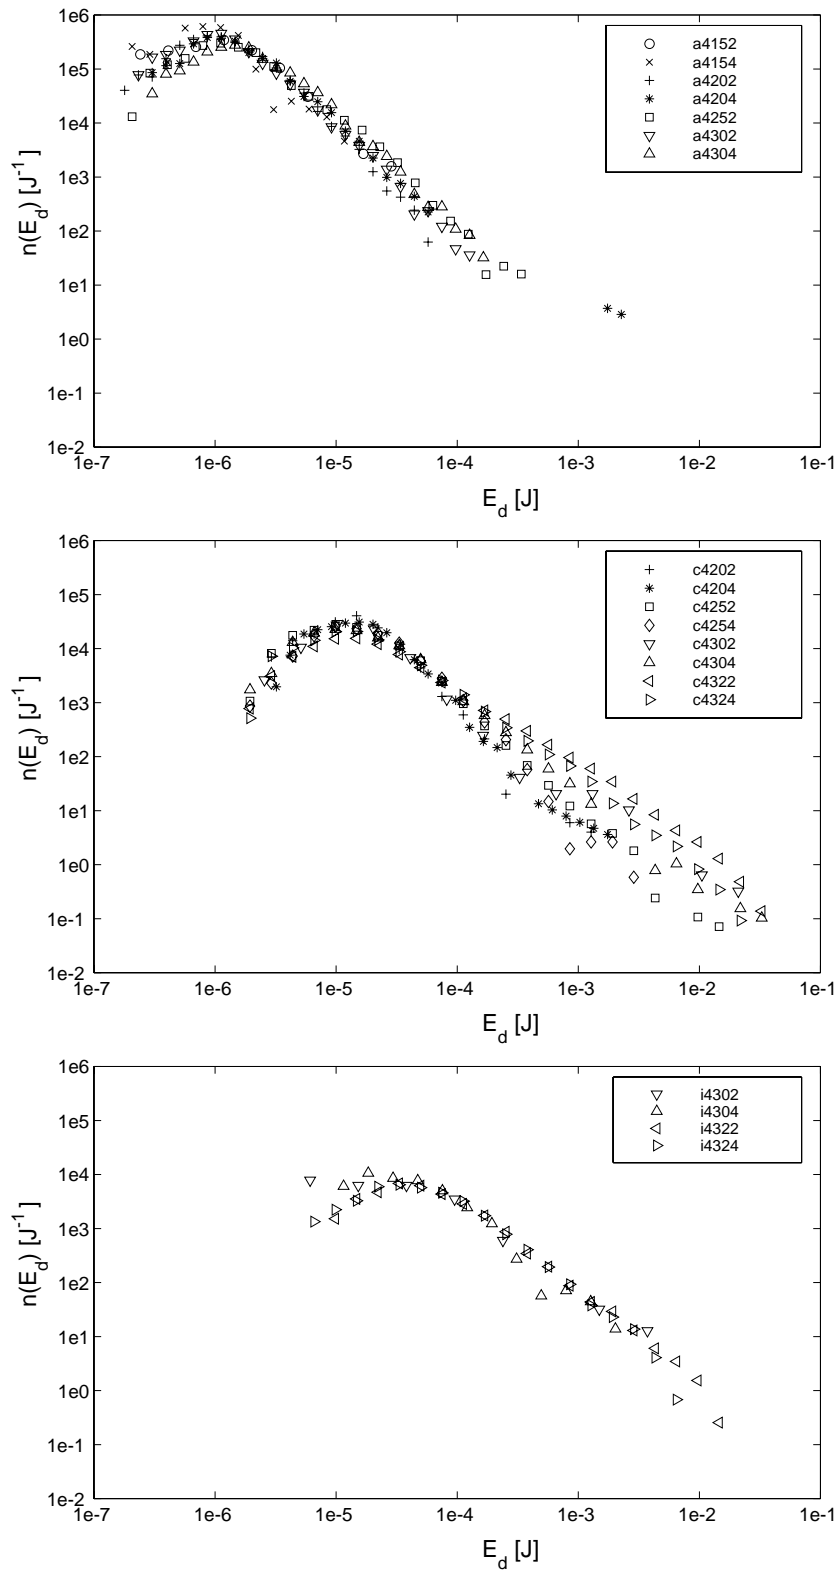 1e6
1e5
1e4
1e3
1e2
1e1
1e0
1e-1
1e-2
n(E_d) [J^-1]
a4152
a4154
a4202
a4204
a4252
a4302
a4304
1e-7 1e-6 1e-5 1e-4 1e-3 1e-2 1e-1
E_d [J]
1e6
1e5
1e4
1e3
1e2
1e1
1e0
1e-1
1e-2
n(E_d) [J^-1]
c4202
c4204
c4252
c4254
c4302
c4304
c4322
c4324
1e-7 1e-6 1e-5 1e-4 1e-3 1e-2 1e-1
E_d [J]
1e6
1e5
1e4
1e3
1e2
1e1
1e0
1e-1
1e-2
n(E_d) [J^-1]
i4302
i4304
i4322
i4324
1e-7 1e-6 1e-5 1e-4 1e-3 1e-2 1e-1
E_d [J]